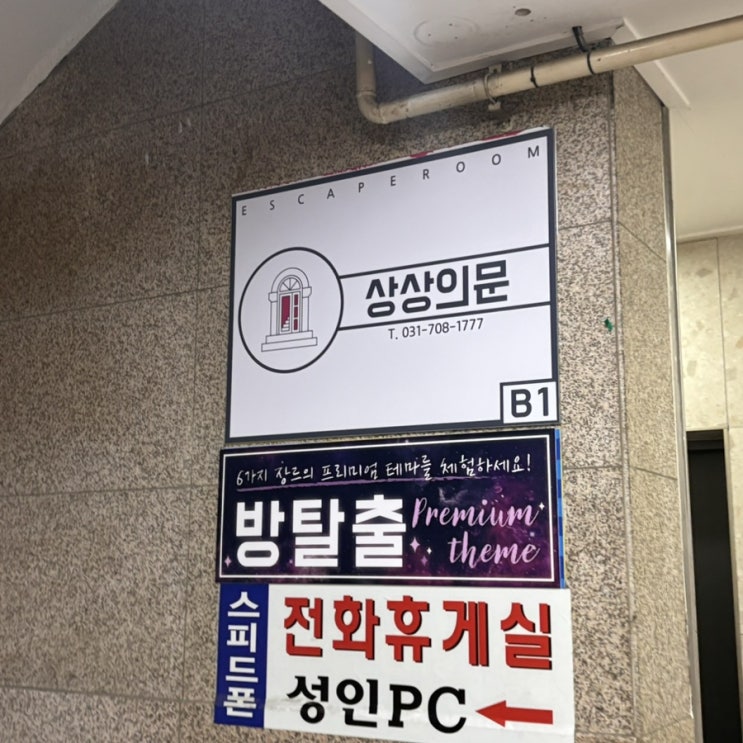 ESCAPEROOM
상상의문
T. 031-708-1777
B1
6가지 장르의 프리미엄 테마를 체험하세요!
방탈출
Premium
theme
스피드폰
전화휴게실
성인PC